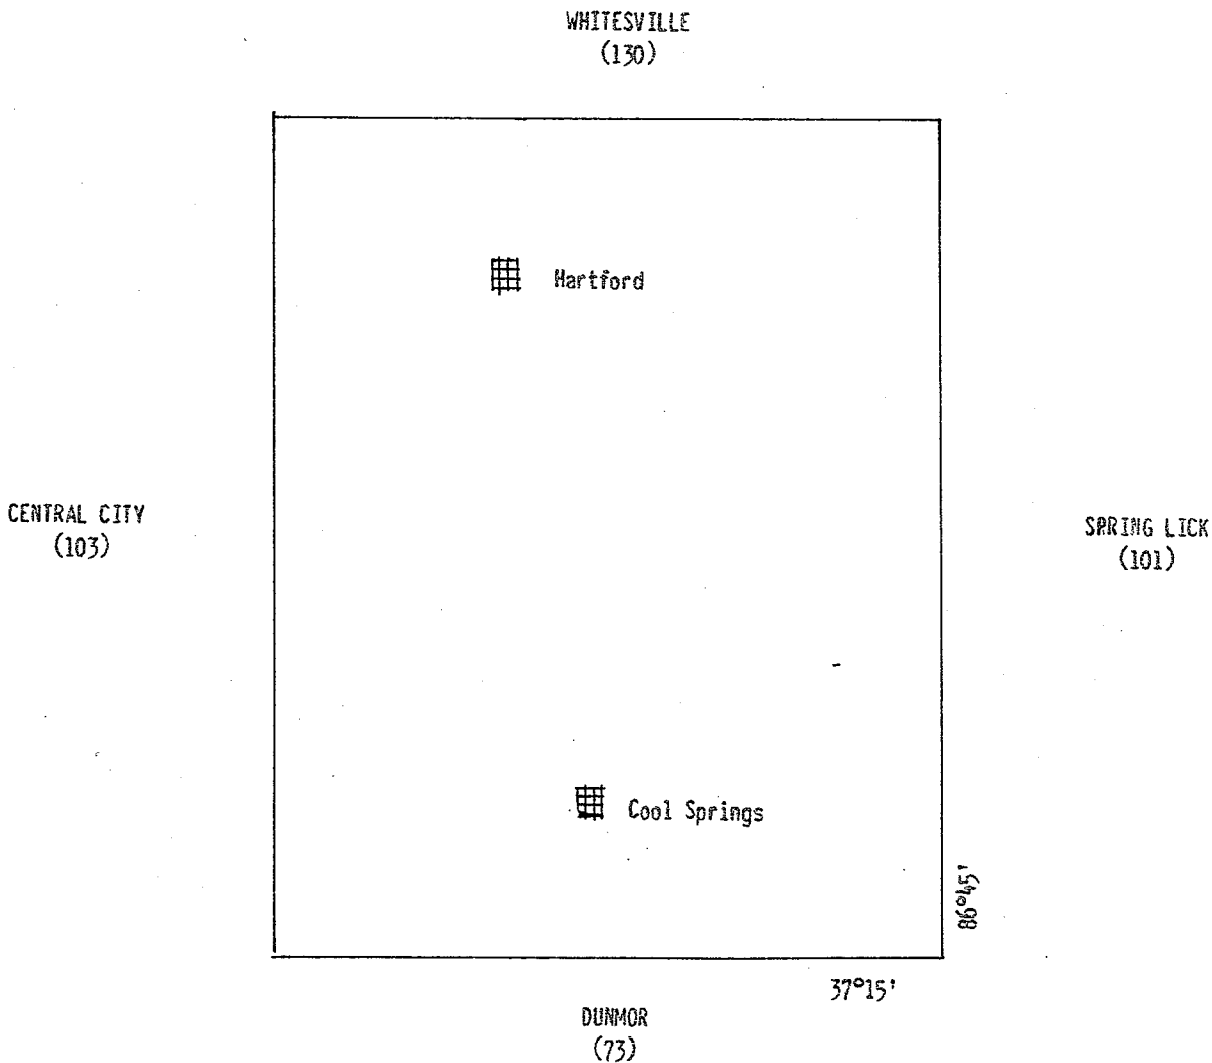 WHITESVILLE
(130)
Hartford
CENTRAL CITY
(103)
SPRING LICK
(101)
Cool Springs
86°45'
37°15'
DUNMOR
(73)